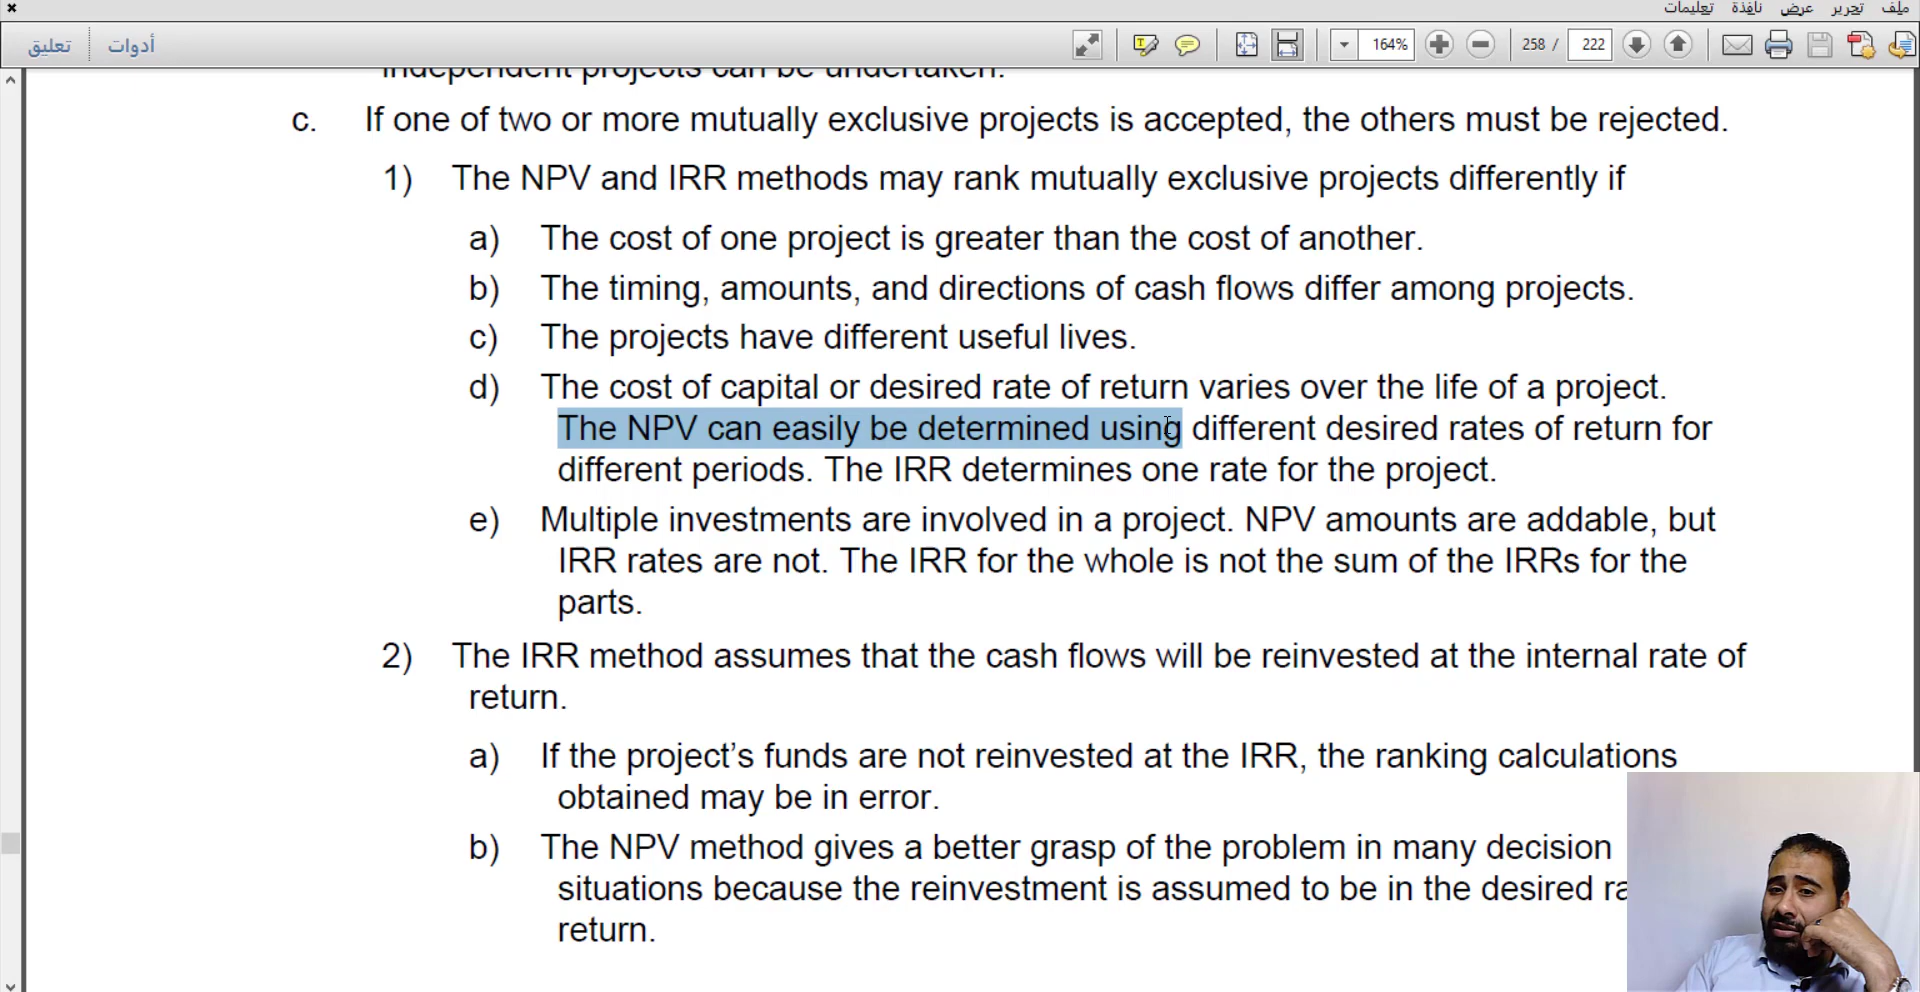 ملف تحرير عرض نافذة تعليمات
أدوات تعليق
164% 258 / 222
independent projects can be undertaken.
c. If one of two or more mutually exclusive projects is accepted, the others must be rejected.
1) The NPV and IRR methods may rank mutually exclusive projects differently if
a) The cost of one project is greater than the cost of another.
b) The timing, amounts, and directions of cash flows differ among projects.
c) The projects have different useful lives.
d) The cost of capital or desired rate of return varies over the life of a project.
The NPV can easily be determined using different desired rates of return for
different periods. The IRR determines one rate for the project.
e) Multiple investments are involved in a project. NPV amounts are addable, but
IRR rates are not. The IRR for the whole is not the sum of the IRRs for the
parts.
2) The IRR method assumes that the cash flows will be reinvested at the internal rate of
return.
a) If the project’s funds are not reinvested at the IRR, the ranking calculations
obtained may be in error.
b) The NPV method gives a better grasp of the problem in many decision
situations because the reinvestment is assumed to be in the desired
return.